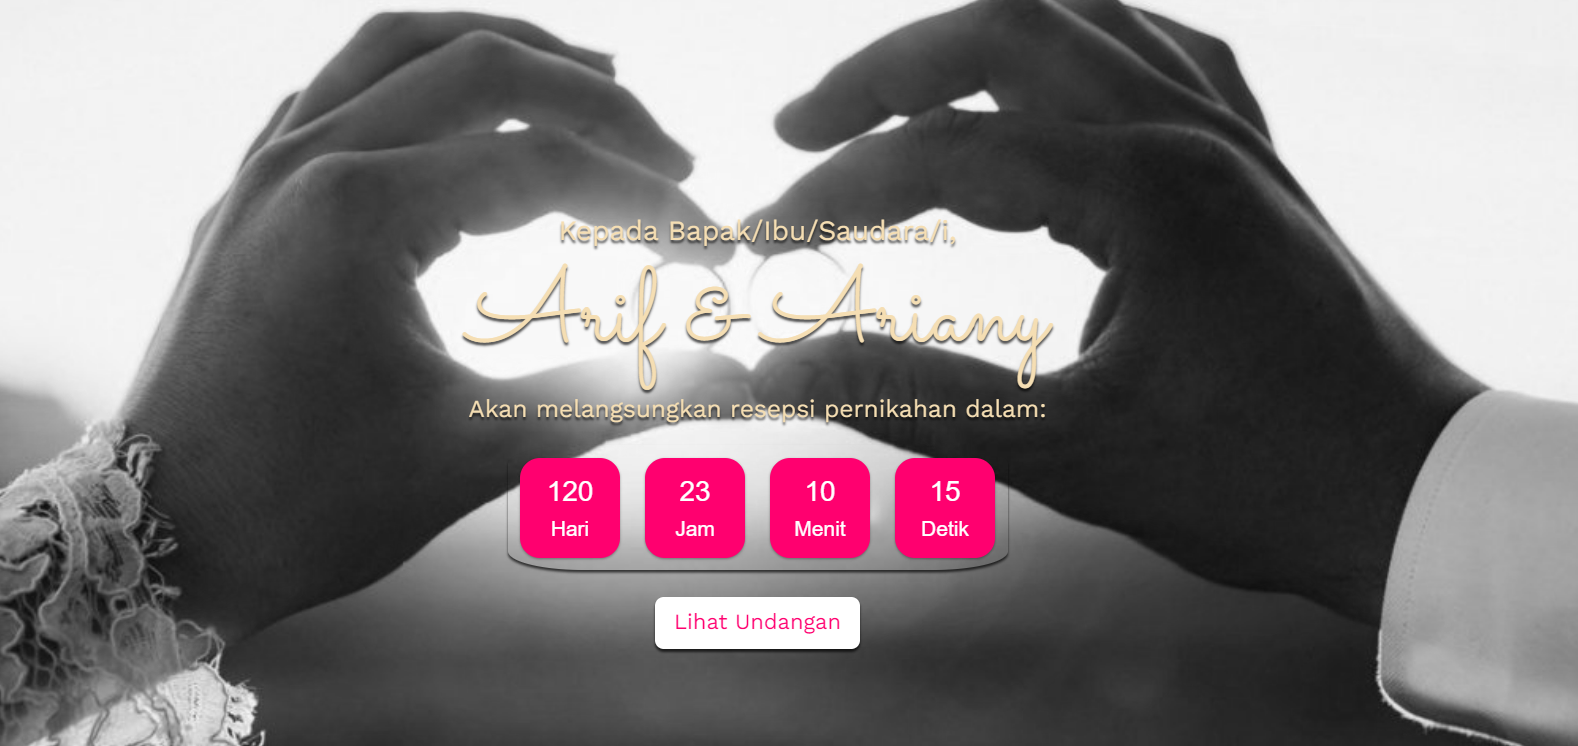 Kepada Bapak/Ibu/Saudara/i,
Arif & Ariany
Akan melangsungkan resepsi pernikahan dalam:
120 23 10 15
Hari Jam Menit Detik
Lihat Undangan